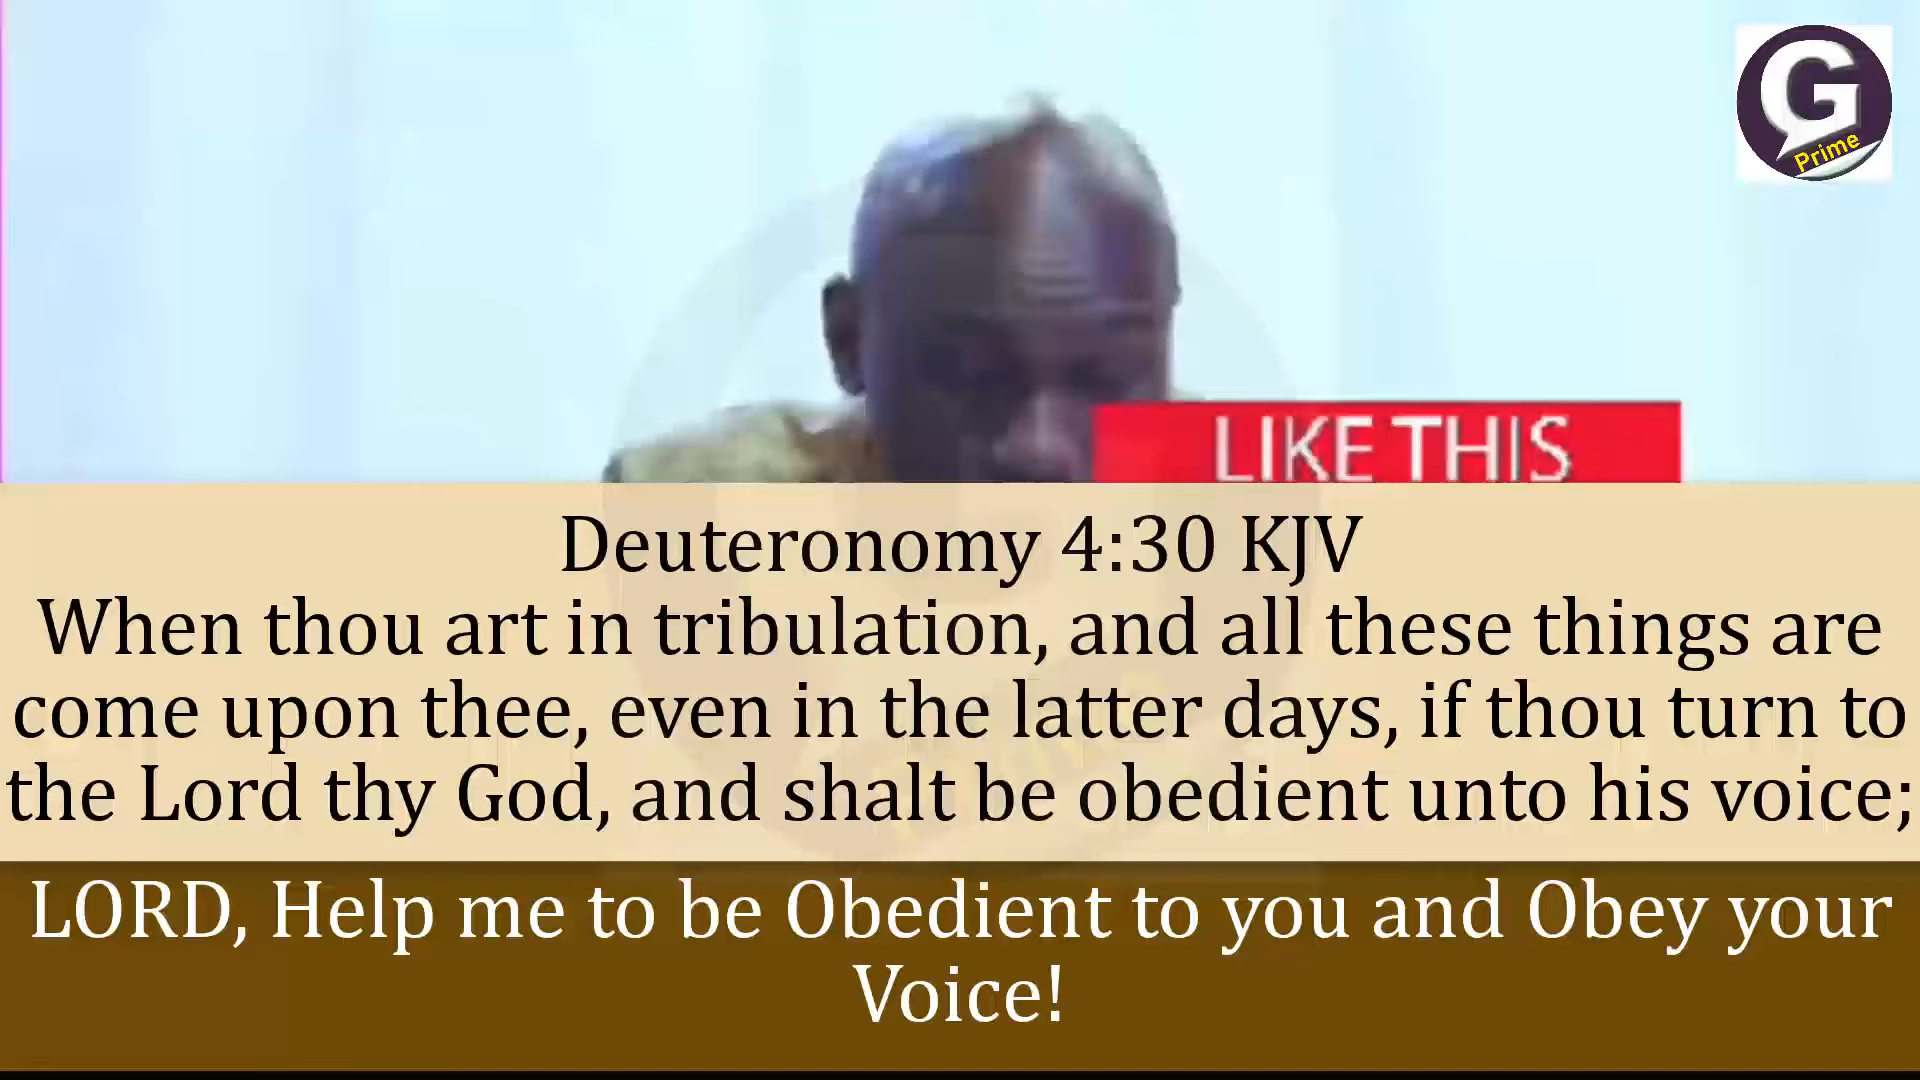 G
Prime
LIKE THIS
Deuteronomy 4:30 KJV
When thou art in tribulation, and all these things are
come upon thee, even in the latter days, if thou turn to
the Lord thy God, and shalt be obedient unto his voice;
LORD, Help me to be Obedient to you and Obey your
Voice!